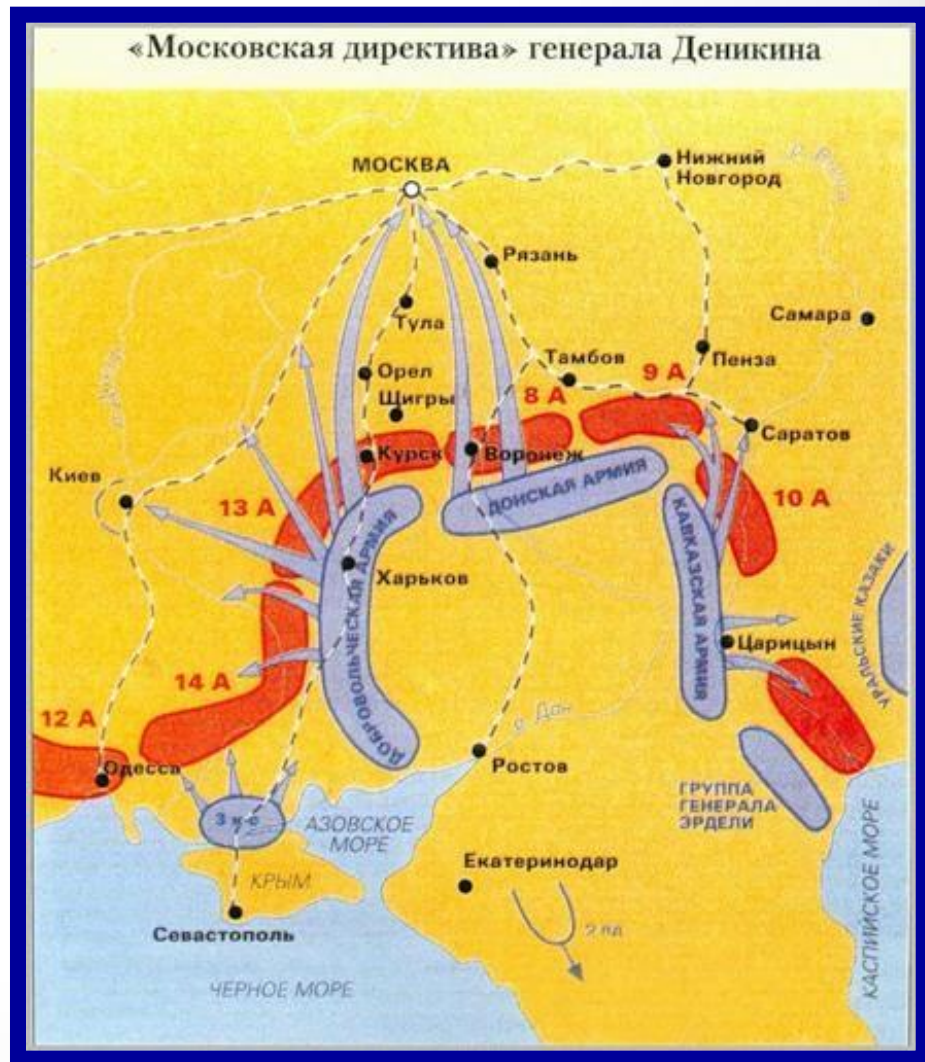 «Московская директива» генерала Деникина
МОСКВА
Нижний
Новгород
Рязань
Тула
Самара
Орел
Щигры
Тамбов
Пенза
9 А
8 А
Саратов
Киев
Курск
Воронеж
13 А
10 А
ДОНСКАЯ АРМИЯ
ДОБРОВОЛЬЧЕСКАЯ АРМИЯ
КАВКАЗСКАЯ АРМИЯ
УРАЛЬСКИЕ КАЗАКИ
Харьков
Царицын
14 А
12 А
р. Дон
Одесса
Ростов
ГРУППА
ГЕНЕРАЛА
ЭРДЕЛИ
3 к-с
АЗОВСКОЕ
МОРЕ
КРЫМ
Екатеринодар
Севастополь
ЧЕРНОЕ МОРЕ
КАСПИЙСКОЕ МОРЕ